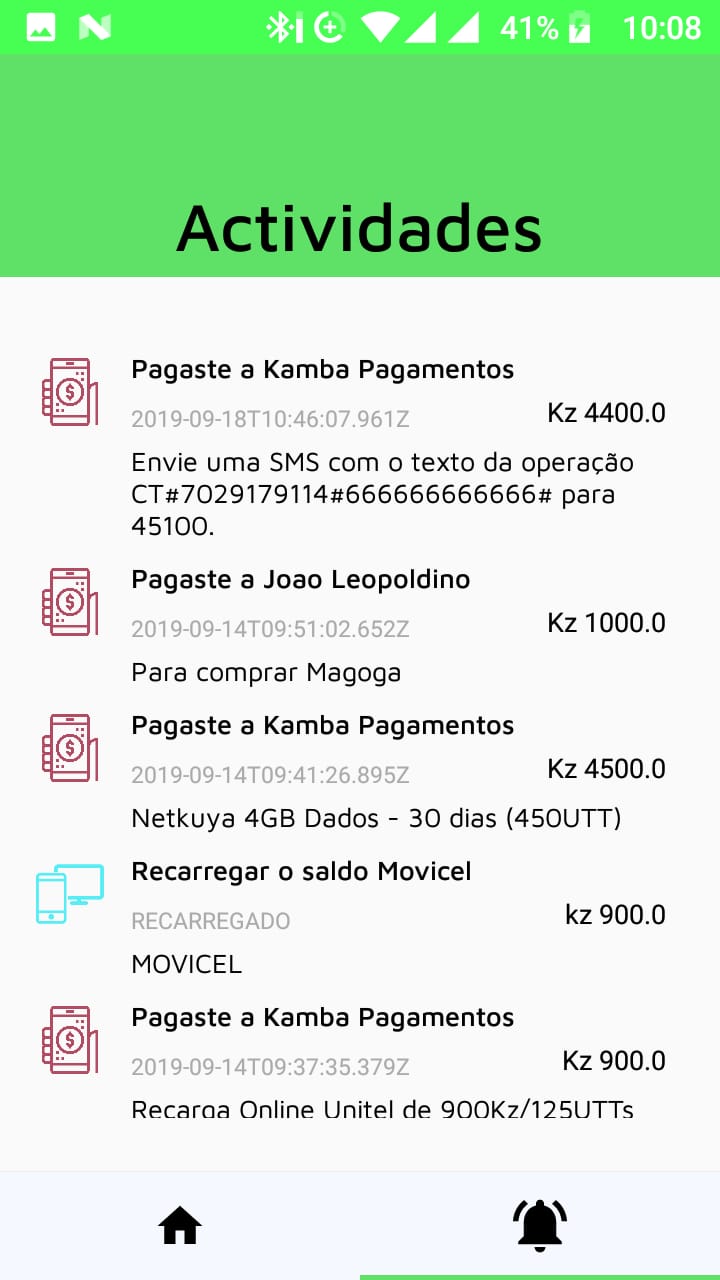 41% 10:08
Actividades
Pagaste a Kamba Pagamentos
2019-09-18T10:46:07.961Z
Kz 4400.0
Envie uma SMS com o texto da operação
CT#7029179114#666666666666# para
45100.
Pagaste a Joao Leopoldino
2019-09-14T09:51:02.652Z
Kz 1000.0
Para comprar Magoga
Pagaste a Kamba Pagamentos
2019-09-14T09:41:26.895Z
Kz 4500.0
Netkuya 4GB Dados - 30 dias (450UTT)
Recarregar o saldo Movicel
RECARREGADO
kz 900.0
MOVICEL
Pagaste a Kamba Pagamentos
2019-09-14T09:37:35.379Z
Kz 900.0
Recarga Online Unitel de 900Kz/125UTTs